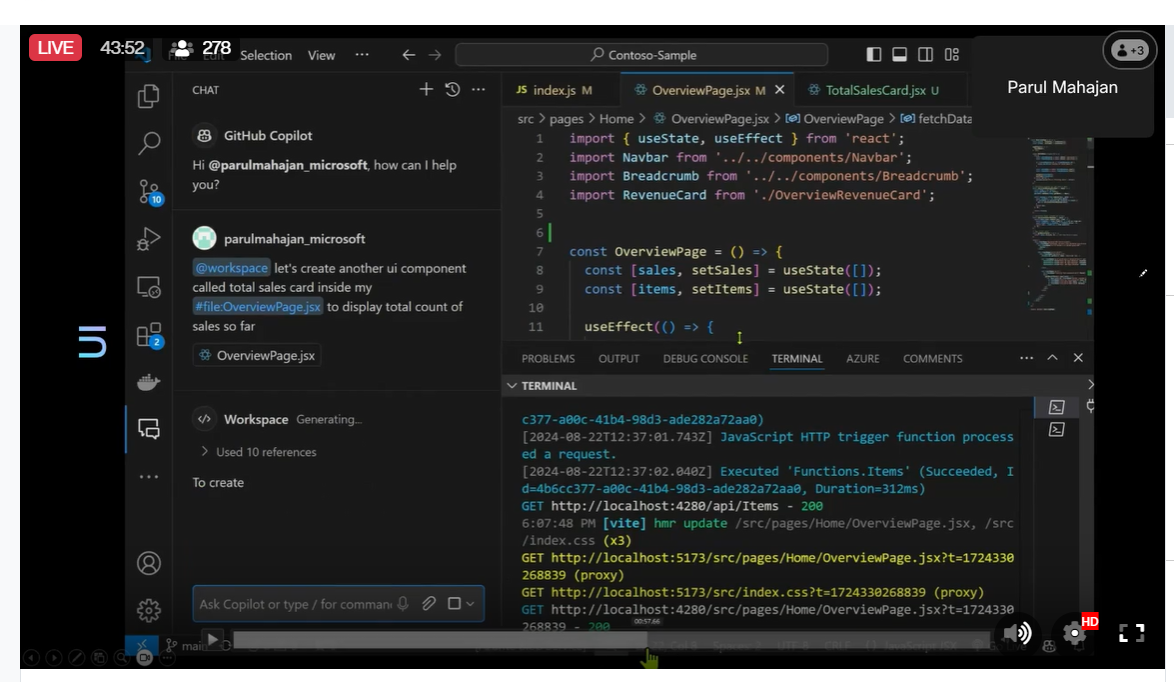 LIVE 43:52 278 Selection View ··· Contoso-Sample
+3
Parul Mahajan
CHAT
GitHub Copilot
Hi @parulmahajan_microsoft, how can I help
you?
parulmahajan_microsoft
@workspace let's create another ui component
called total sales card inside my
#file:OverviewPage.jsx to display total count of
sales so far
OverviewPage.jsx
Workspace Generating...
Used 10 references
To create
Ask Copilot or type / for comman
10
2
JS index.js M OverviewPage.jsx M TotalSalesCard.jsx U
src > pages > Home > OverviewPage.jsx > OverviewPage > fetchData
1 import { useState, useEffect } from 'react';
2 import Navbar from '../../components/Navbar';
3 import Breadcrumb from '../../components/Breadcrumb';
4 import RevenueCard from './OverviewRevenueCard';
5
6
7 const OverviewPage = () => {
8 const [sales, setSales] = useState([]);
9 const [items, setItems] = useState([]);
10
11 useEffect(() => {
PROBLEMS OUTPUT DEBUG CONSOLE TERMINAL AZURE COMMENTS ···
TERMINAL
c377-a00c-41b4-98d3-ade282a72aa0)
[2024-08-22T12:37:01.743Z] JavaScript HTTP trigger function process
ed a request.
[2024-08-22T12:37:02.040Z] Executed 'Functions.Items' (Succeeded, I
d=4b6cc377-a00c-41b4-98d3-ade282a72aa0, Duration=312ms)
GET http://localhost:4280/api/Items - 200
6:07:48 PM [vite] hmr update /src/pages/Home/OverviewPage.jsx, /src
/index.css (x3)
GET http://localhost:5173/src/pages/Home/OverviewPage.jsx?t=1724330
268839 (proxy)
GET http://localhost:5173/src/index.css?t=1724330268839 (proxy)
GET http://localhost:4280/src/pages/Home/OverviewPage.jsx?t=1724330
268839 - 200
00:57.66
HD
main